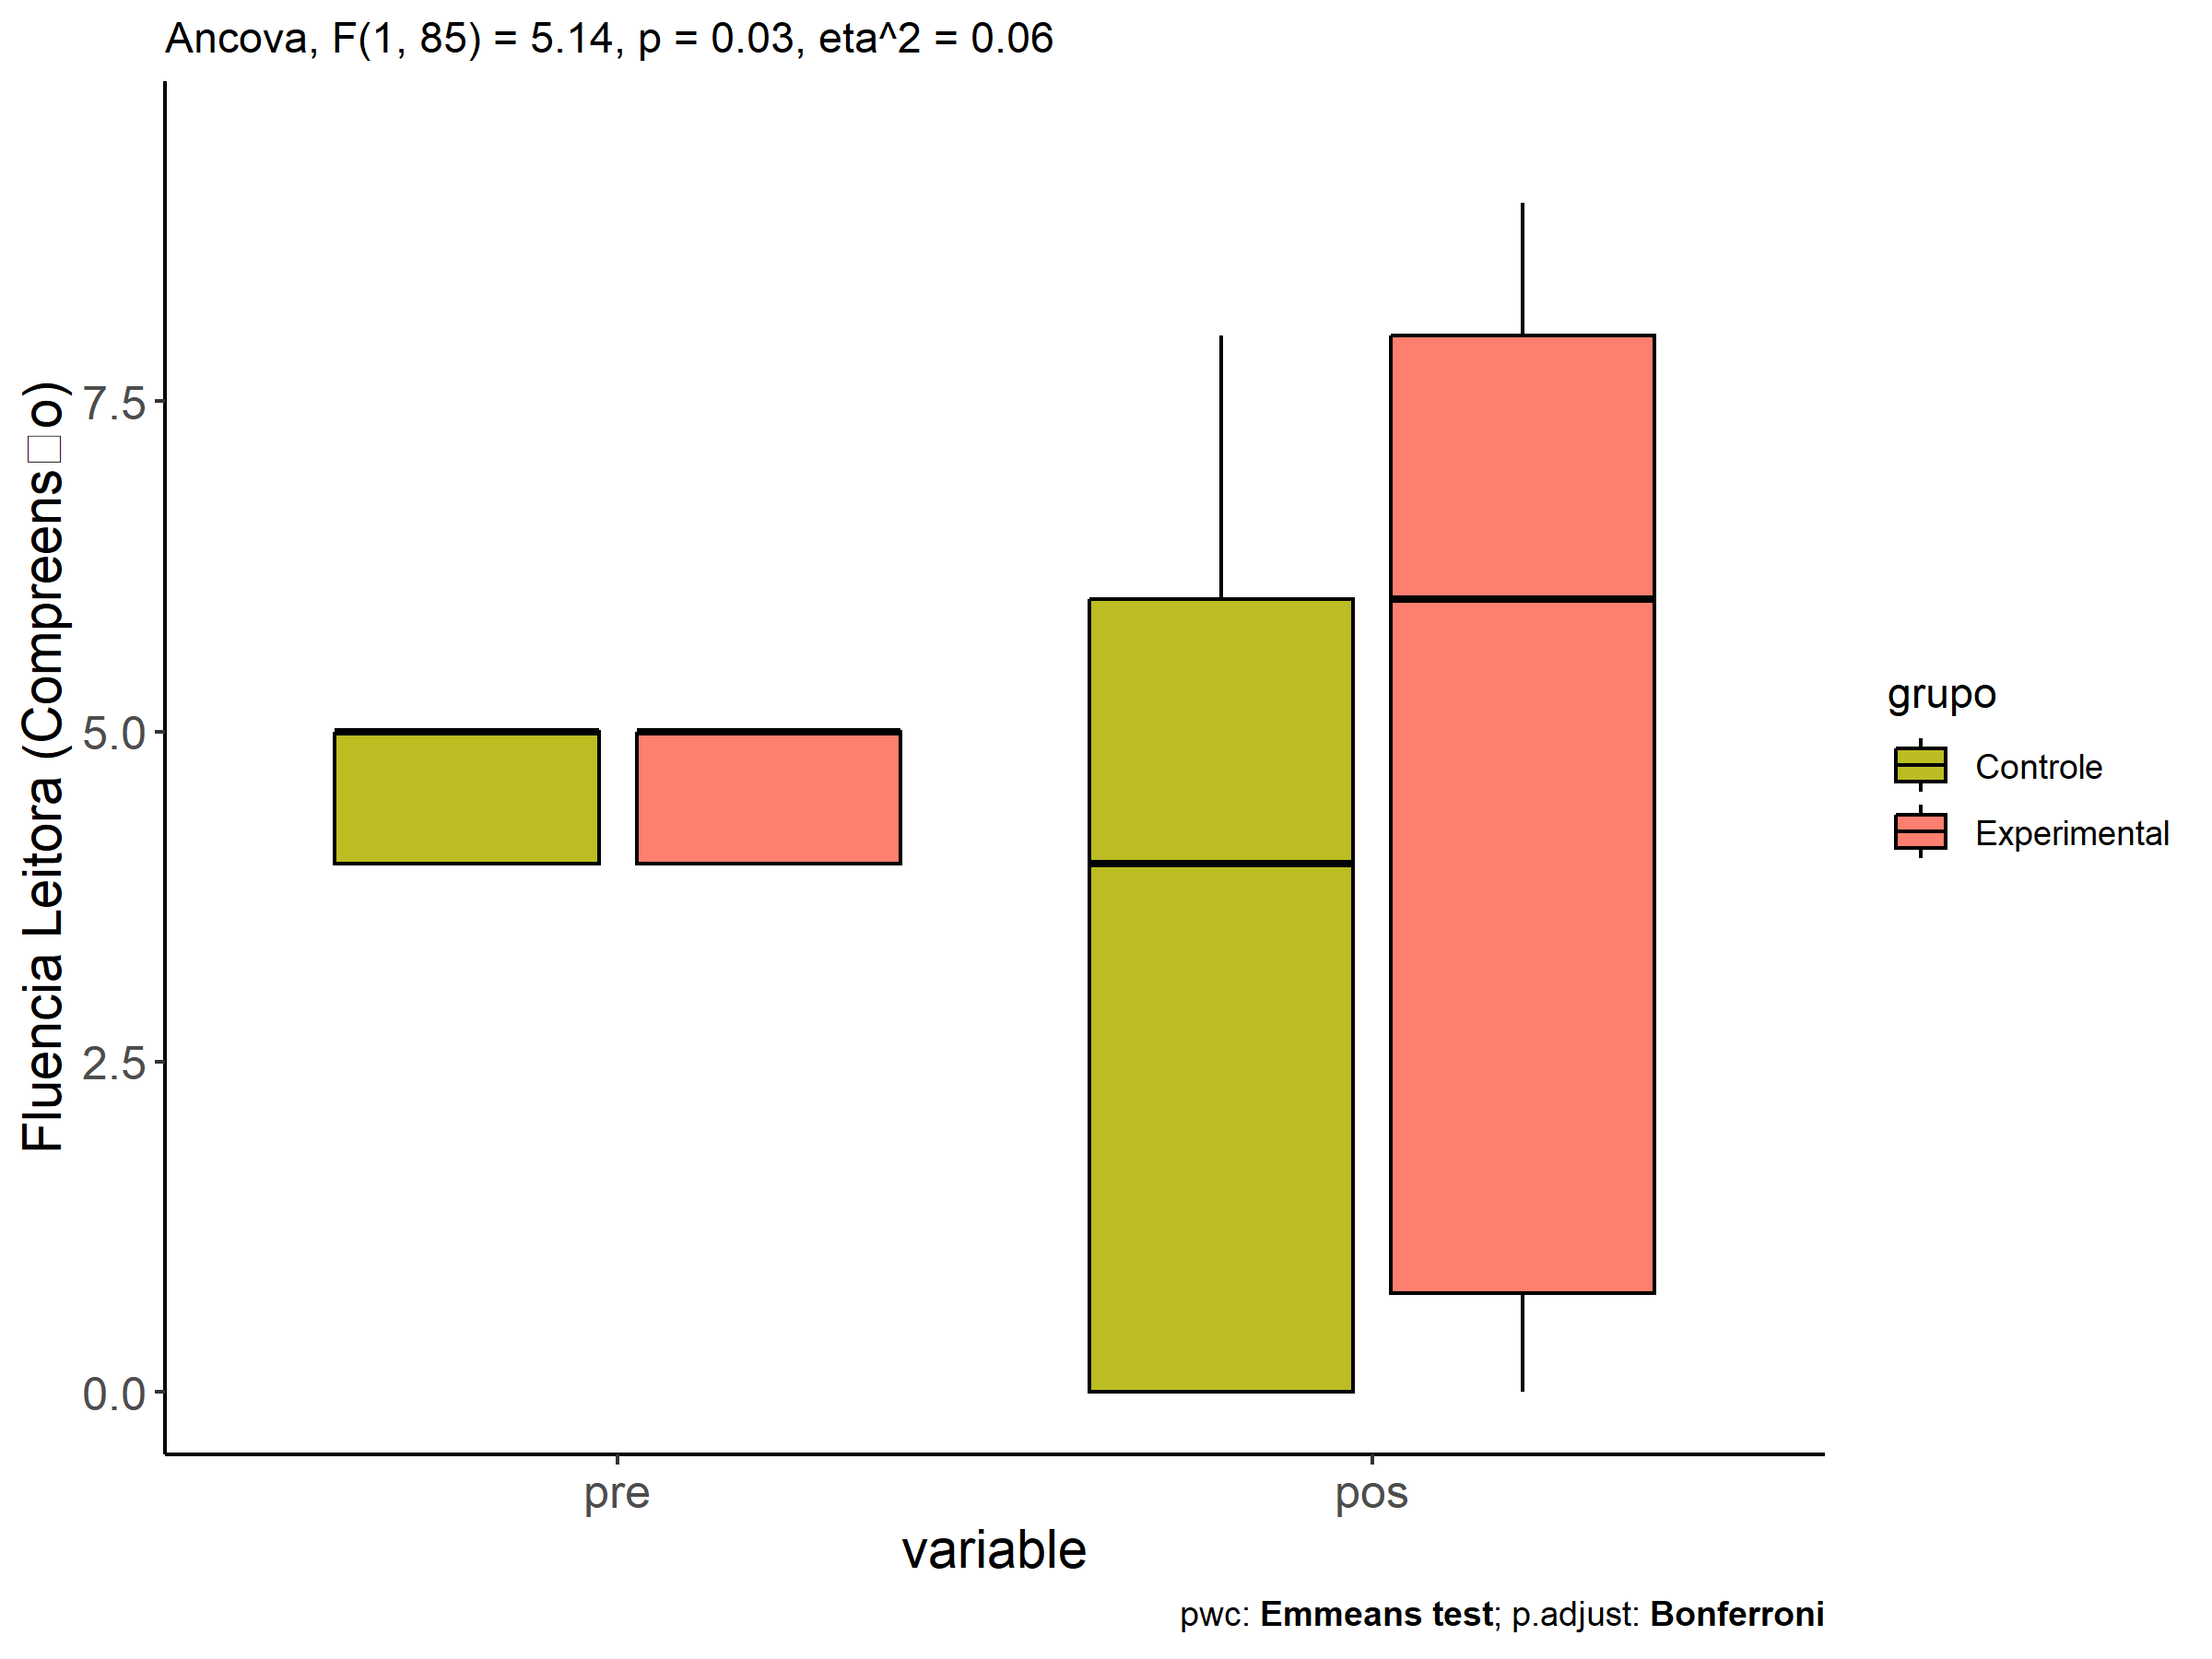 Ancova, F(1, 85) = 5.14, p = 0.03, eta^2 = 0.06
Fluencia Leitora (Compreens□o)
7.5
5.0
2.5
0.0
pre
pos
variable
grupo
Controle
Experimental
pwc: Emmeans test; p.adjust: Bonferroni